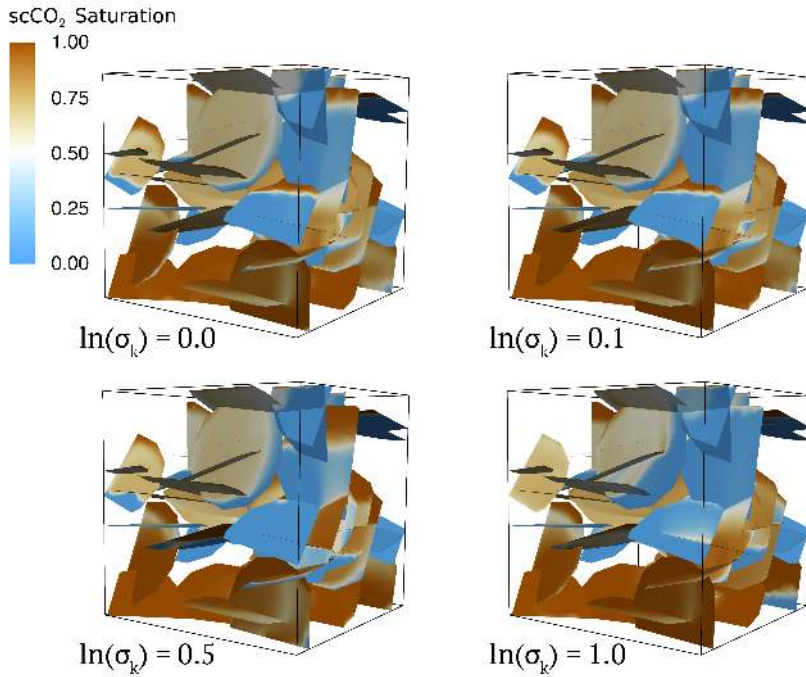 scCO₂ Saturation
1.00
0.75
0.50
0.25
0.00
ln(σₖ) = 0.0
ln(σₖ) = 0.1
ln(σₖ) = 0.5
ln(σₖ) = 1.0